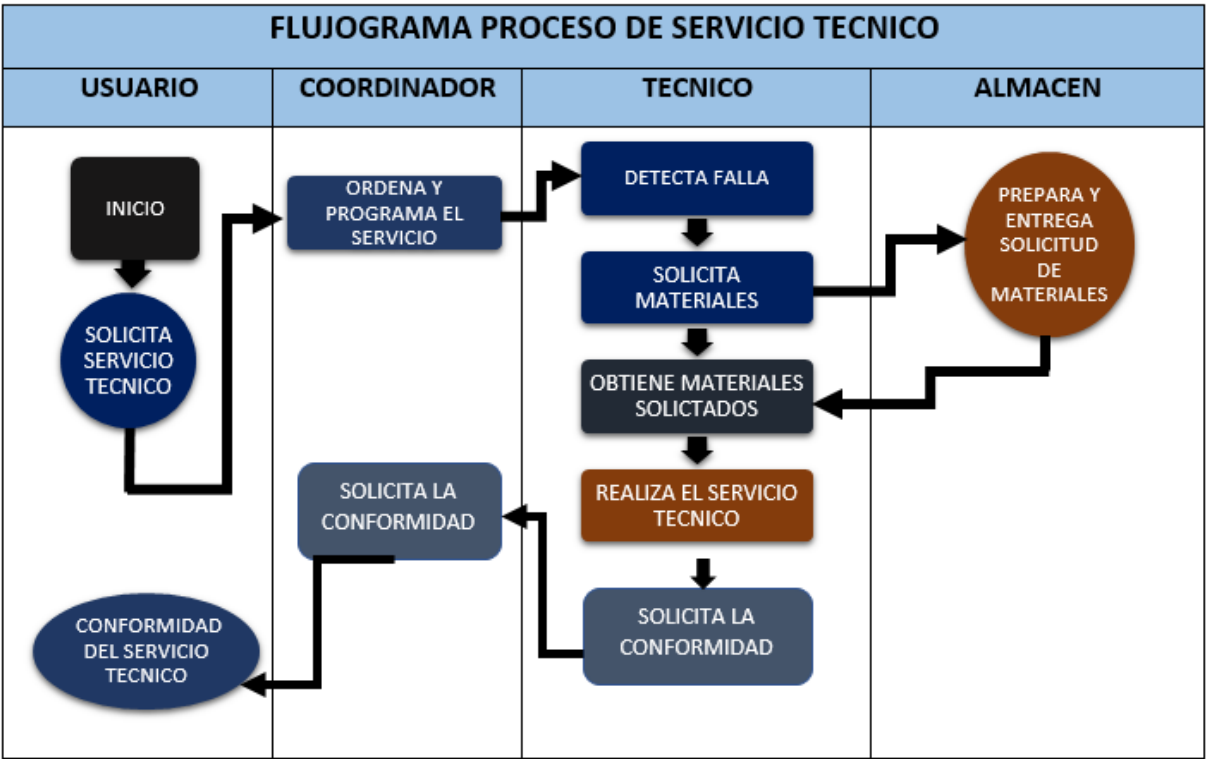 FLUJOGRAMA PROCESO DE SERVICIO TECNICO
USUARIO
COORDINADOR
TECNICO
ALMACEN
INICIO
SOLICITA
SERVICIO
TECNICO
ORDENA Y
PROGRAMA EL
SERVICIO
DETECTA FALLA
SOLICITA
MATERIALES
PREPARA Y
ENTREGA
SOLICITUD
DE
MATERIALES
OBTIENE MATERIALES
SOLICTADOS
REALIZA EL SERVICIO
TECNICO
SOLICITA LA
CONFORMIDAD
SOLICITA LA
CONFORMIDAD
CONFORMIDAD
DEL SERVICIO
TECNICO